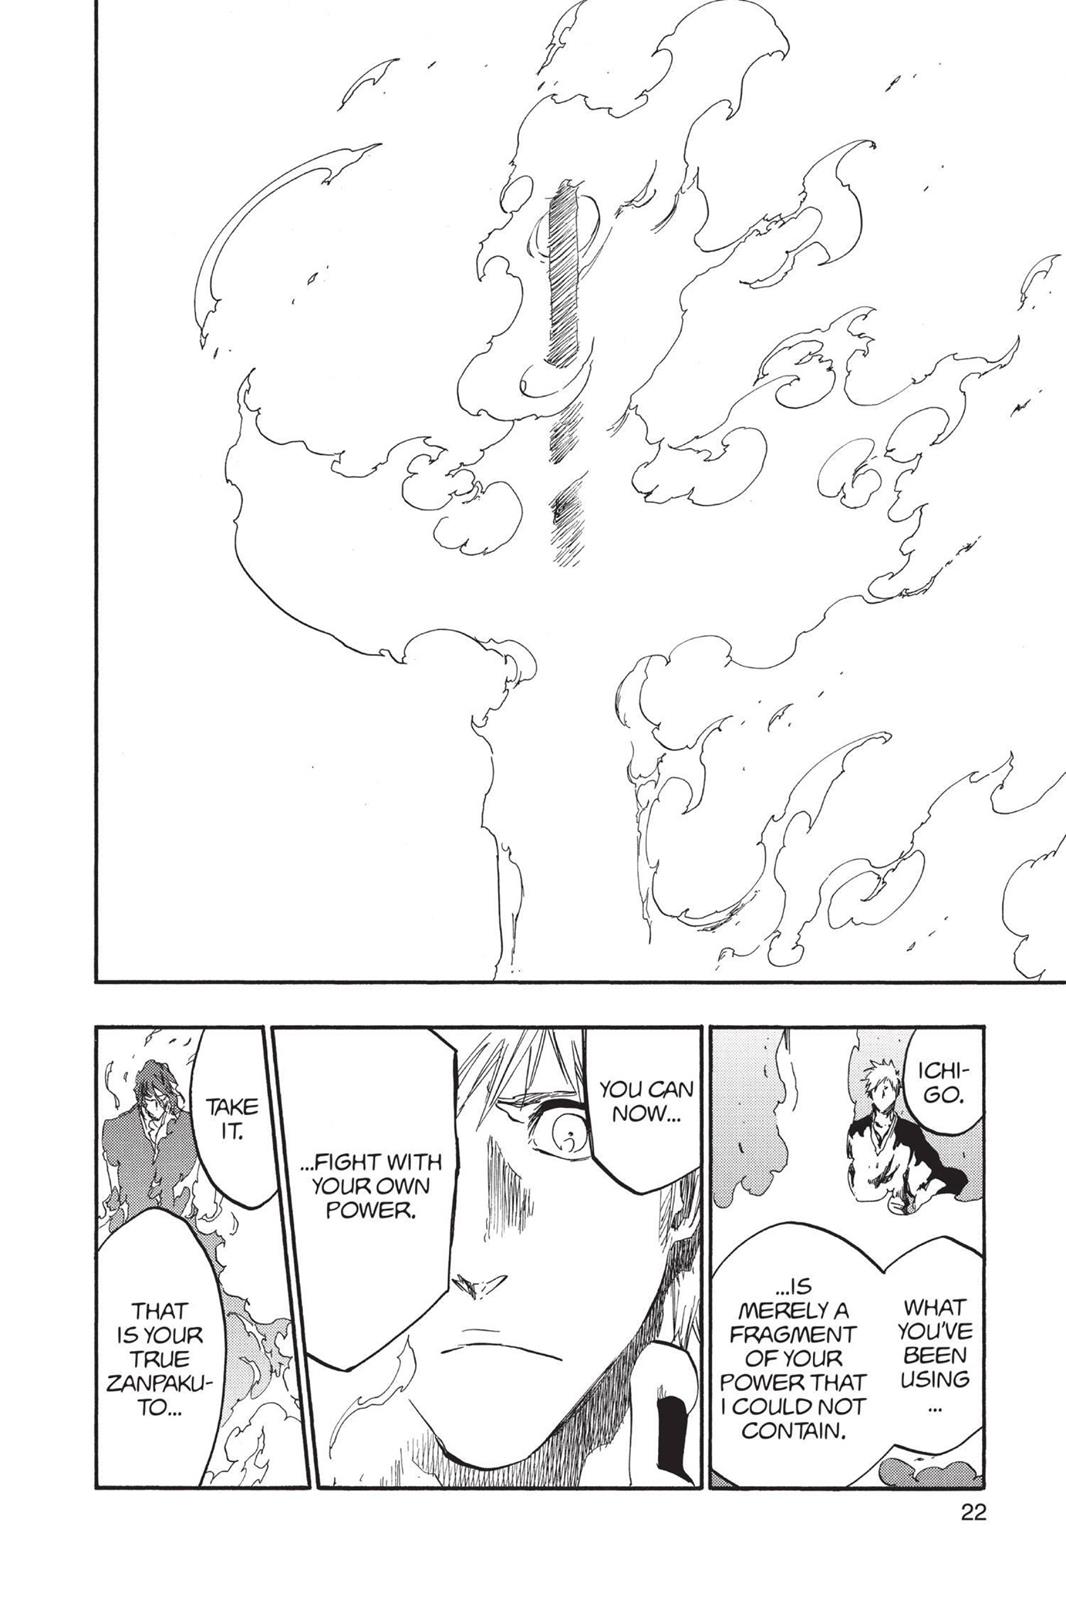 ICHI-
GO.
WHAT
YOU'VE
BEEN
USING
...
...IS
MERELY A
FRAGMENT
OF YOUR
POWER THAT
I COULD NOT
CONTAIN.
YOU CAN
NOW...
...FIGHT WITH
YOUR OWN
POWER.
TAKE
IT.
THAT
IS YOUR
TRUE
ZANPAKU-
TO...
22